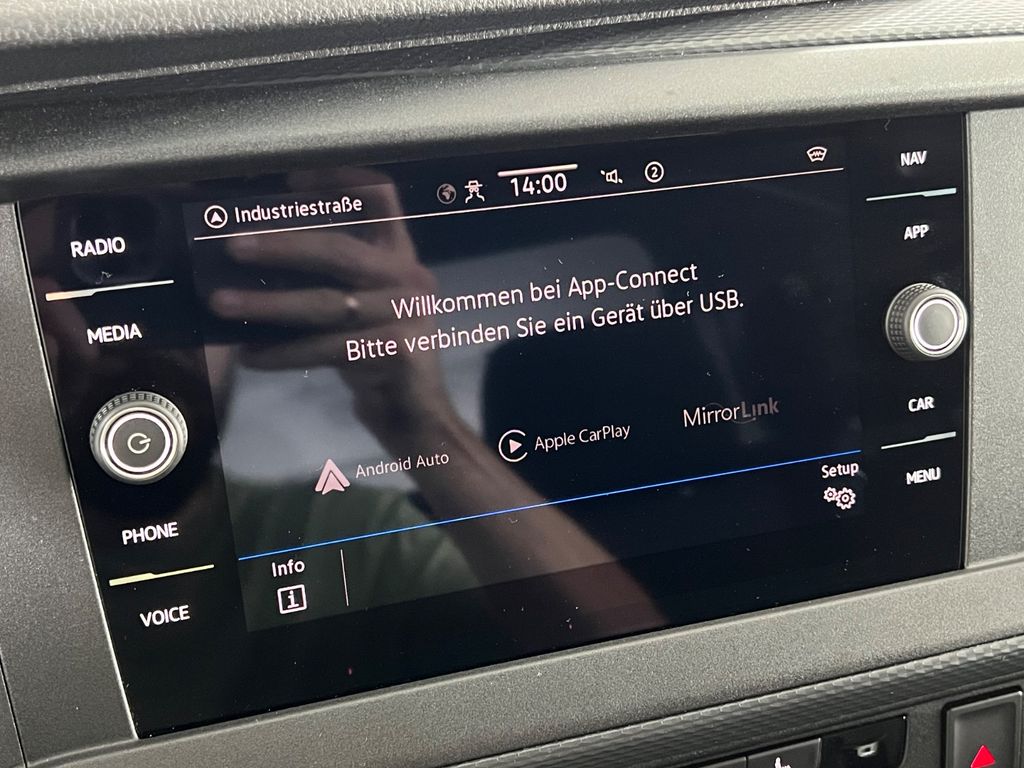 Industriestraße
14:00
2
NAV
RADIO
APP
MEDIA
Willkommen bei App-Connect
Bitte verbinden Sie ein Gerät über USB.
Android Auto
Apple CarPlay
MirrorLink
CAR
Setup
MENU
PHONE
Info
i
VOICE